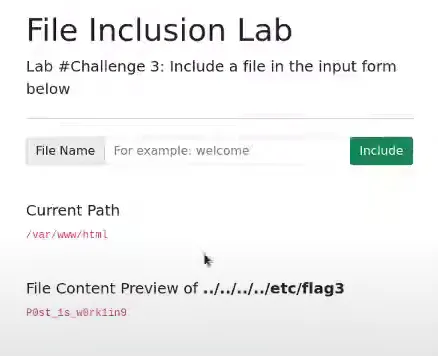 File Inclusion Lab
Lab #Challenge 3: Include a file in the input form
below
File Name For example: welcome Include
Current Path
/var/www/html
File Content Preview of ../../../../etc/flag3
P0st_1s_w0rk1in9